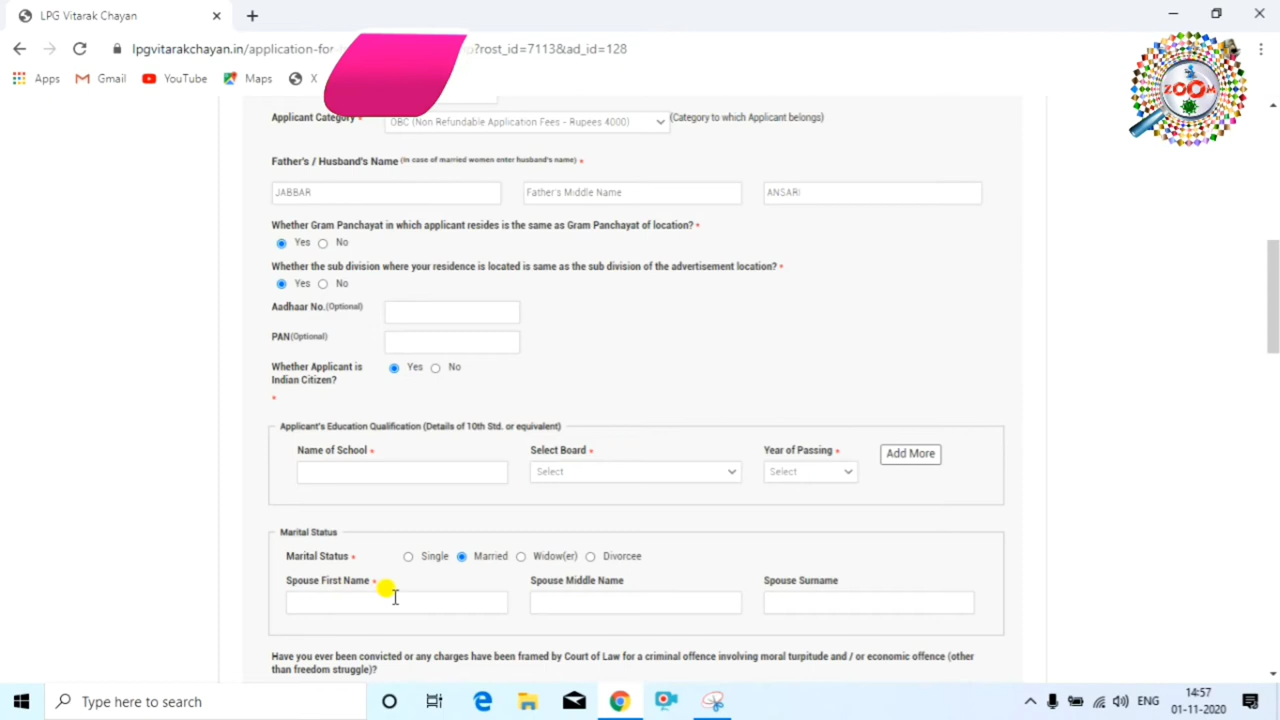 LPG Vitarak Chayan
lpgvitarakchayan.in/application-for-
?rost_id=7113&ad_id=128
Apps Gmail YouTube Maps X
ZOOM
Applicant Category * OBC (Non Refundable Application Fees - Rupees 4000) (Category to which Applicant belongs)
Father's / Husband's Name (In case of married women enter husband's name) *
JABBAR Father's Middle Name ANSARI
Whether Gram Panchayat in which applicant resides is the same as Gram Panchayat of location? *
Yes No
Whether the sub division where your residence is located is same as the sub division of the advertisement location? *
Yes No
Aadhaar No.(Optional)
PAN(Optional)
Whether Applicant is Yes No
Indian Citizen?
*
Applicant's Education Qualification (Details of 10th Std. or equivalent)
Name of School * Select Board * Year of Passing * Add More
Select Select
Marital Status
Marital Status * Single Married Widow(er) Divorcee
Spouse First Name * Spouse Middle Name Spouse Surname
Have you ever been convicted or any charges have been framed by Court of Law for a criminal offence involving moral turpitude and / or economic offence (other
than freedom struggle)?
Type here to search ENG 14:57
01-11-2020